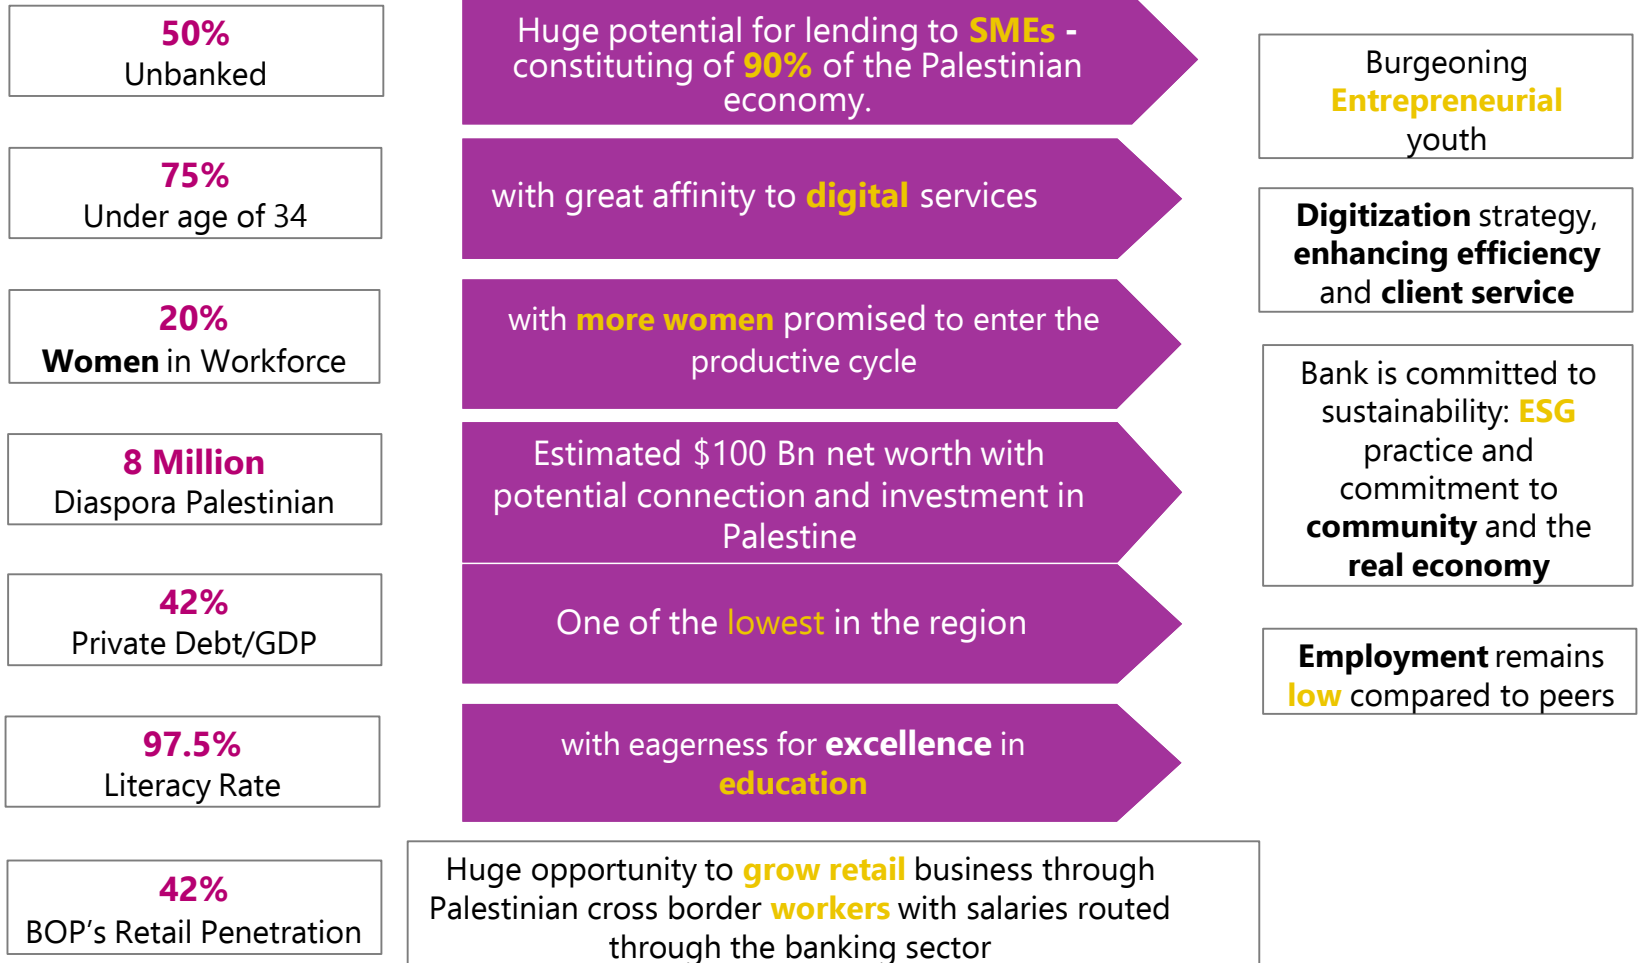 50%
Unbanked
Huge potential for lending to SMEs -
constituting of 90% of the Palestinian
economy.
Burgeoning
Entrepreneurial
youth
75%
Under age of 34
with great affinity to digital services
Digitization strategy,
enhancing efficiency
and client service
20%
Women in Workforce
with more women promised to enter the
productive cycle
Bank is committed to
sustainability: ESG
practice and
commitment to
community and the
real economy
8 Million
Diaspora Palestinian
Estimated $100 Bn net worth with
potential connection and investment in
Palestine
42%
Private Debt/GDP
One of the lowest in the region
Employment remains
low compared to peers
97.5%
Literacy Rate
with eagerness for excellence in
education
42%
BOP’s Retail Penetration
Huge opportunity to grow retail business through
Palestinian cross border workers with salaries routed
through the banking sector